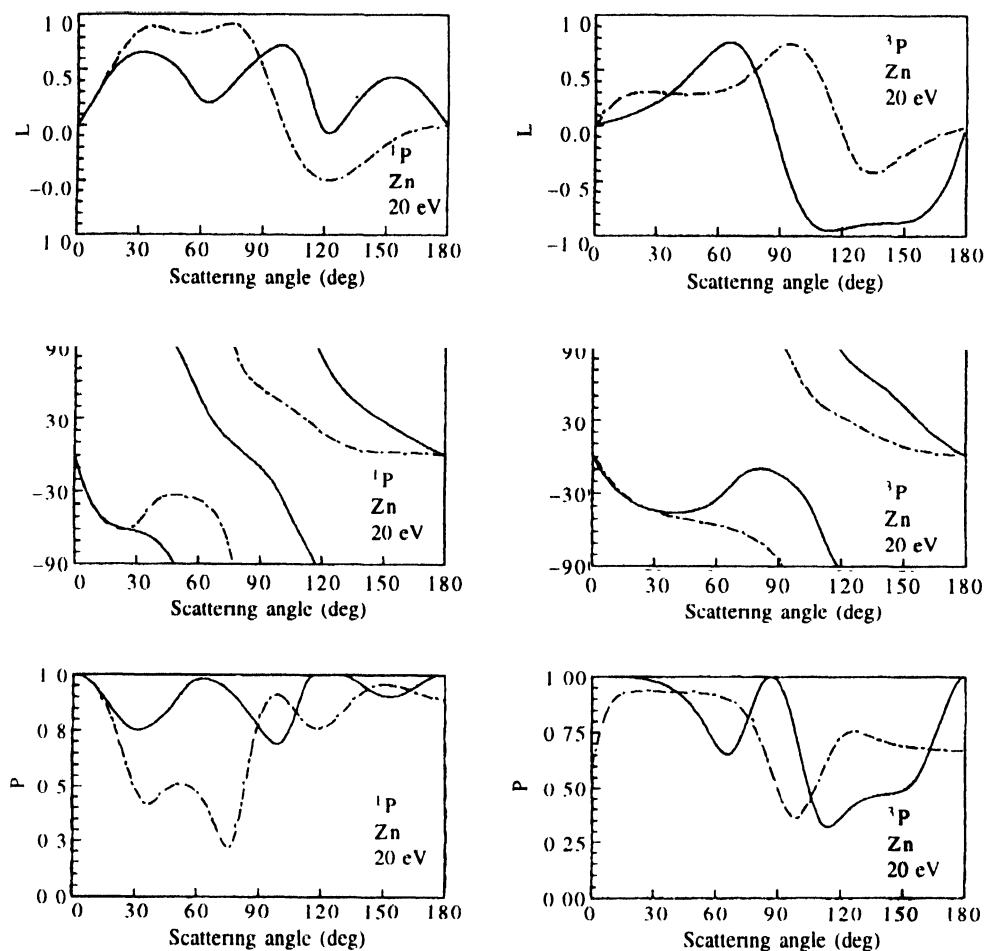 1 0
0.5
L
0.0
-0.0
1 0
¹P
Zn
20 eV
0 30 60 90 120 150 180
Scattering angle (deg)
1 0
0.5
L
0.0
-0 5
-1 0
³P
Zn
20 eV
0 30 60 90 120 150 180
Scattering angle (deg)
90
30
-30
-90
¹P
Zn
20 eV
0 30 60 90 120 150 180
Scattering angle (deg)
90
30
-30
-90
³P
Zn
20 eV
0 30 60 90 120 150 180
Scattering angle (deg)
1 0
0 8
P
0 5
0 3
0 0
¹P
Zn
20 eV
0 30 60 90 120 150 180
Scattering angle (deg)
1 00
0.75
P
0 50
0 25
0 00
³P
Zn
20 eV
0 30 60 90 120 150 180
Scattering angle (deg)